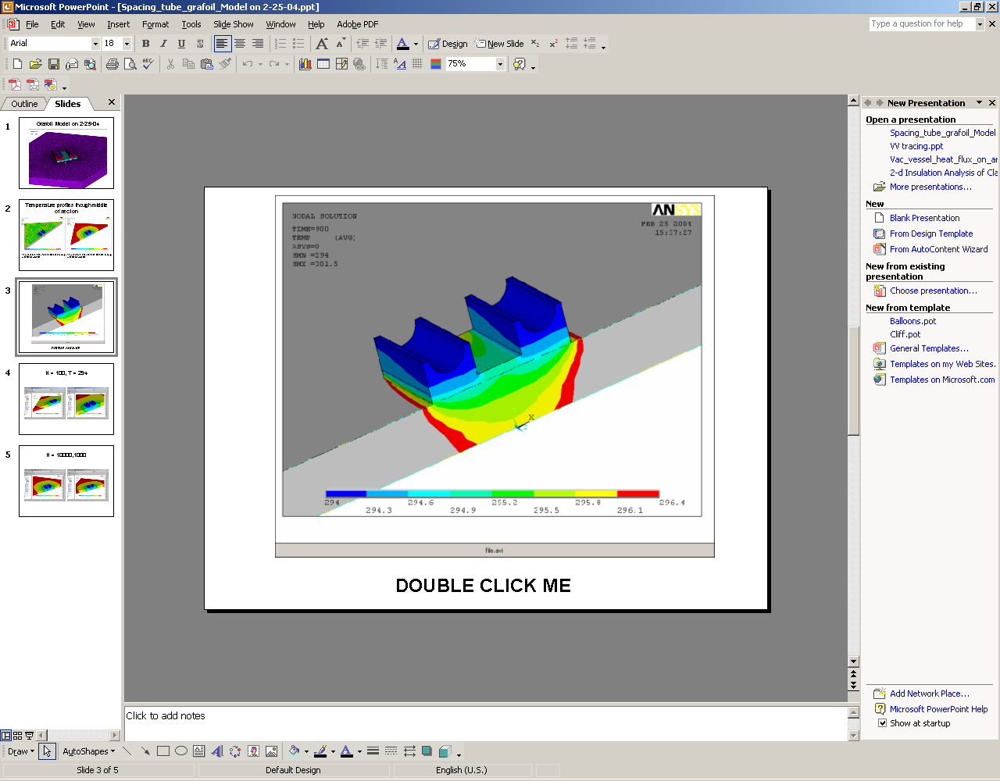 Microsoft PowerPoint - [Spacing_tube_grafoil_Model on 2-25-04.ppt]
File Edit View Insert Format Tools Slide Show Window Help Adobe PDF
Type a question for help
Arial 18 B I U S A A A Design New Slide
75%
Outline Slides
New Presentation
1
Grafoil Model on 2-25-04
2
Temperature profiles though middle
of section
3
DOUBLE CLICK ME
4
H = 100, T = 294
5
H = 10000,1000
NODAL SOLUTION
TIME=900
TEMP (AVG)
RSYS=0
SMN =294
SMX =301.5
ANSYS
FEB 25 2004
15:37:27
X
Z
294 294.6 295.2 295.8 296.4
294.3 294.9 295.5 296.1
file.avi
DOUBLE CLICK ME
Open a presentation
Spacing_tube_grafoil_Model
VV tracing.ppt
Vac_vessel_heat_flux_on_ar
2-d Insulation Analysis of Cla
More presentations...
New
Blank Presentation
From Design Template
From AutoContent Wizard
New from existing
presentation
Choose presentation...
New from template
Balloons.pot
Cliff.pot
General Templates...
Templates on my Web Sites.
Templates on Microsoft.com
Add Network Place...
Microsoft PowerPoint Help
Show at startup
Click to add notes
Draw AutoShapes
Slide 3 of 5 Default Design English (U.S.)